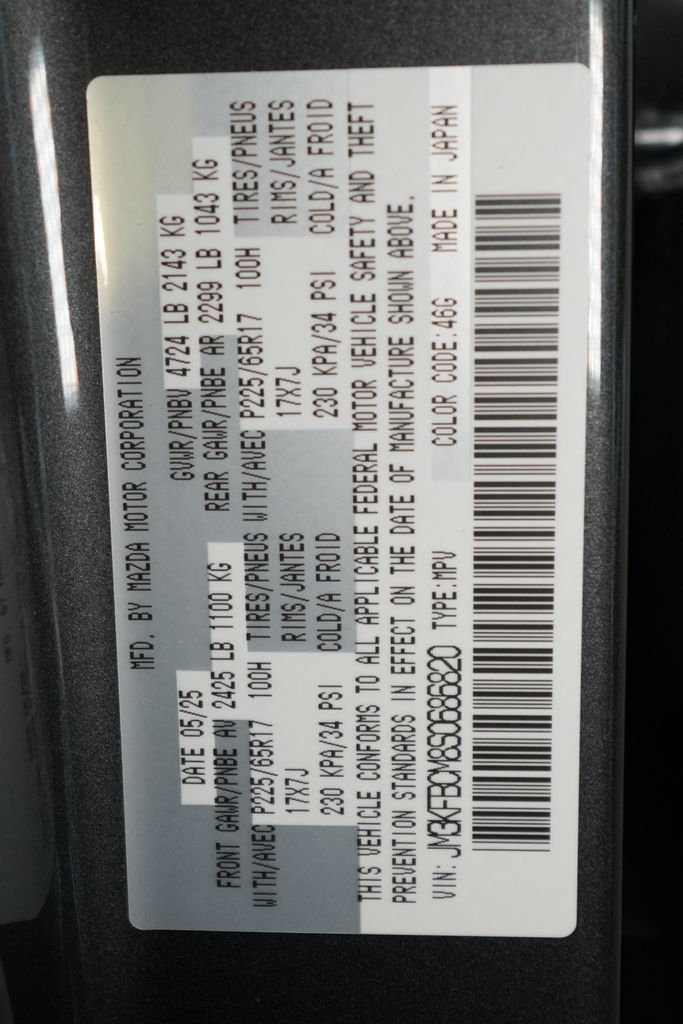 MFD. BY MAZDA MOTOR CORPORATION
DATE 05/25 GVWR/PNBV 4724 LB 2143 KG
FRONT GAWR/PNBE AV 2425 LB 1100 KG REAR GAWR/PNBE AR 2299 LB 1043 KG
WITH/AVEC P225/65R17 100H TIRES/PNEUS WITH/AVEC P225/65R17 100H TIRES/PNEUS
17X7J RIMS/JANTES 17X7J RIMS/JANTES
230 KPA/34 PSI COLD/A FROID 230 KPA/34 PSI COLD/A FROID
THIS VEHICLE CONFORMS TO ALL APPLICABLE FEDERAL MOTOR VEHICLE SAFETY AND THEFT
PREVENTION STANDARDS IN EFFECT ON THE DATE OF MANUFACTURE SHOWN ABOVE.
VIN: JM3KFBCM8S0686820 TYPE:MPV COLOR CODE:46G MADE IN JAPAN